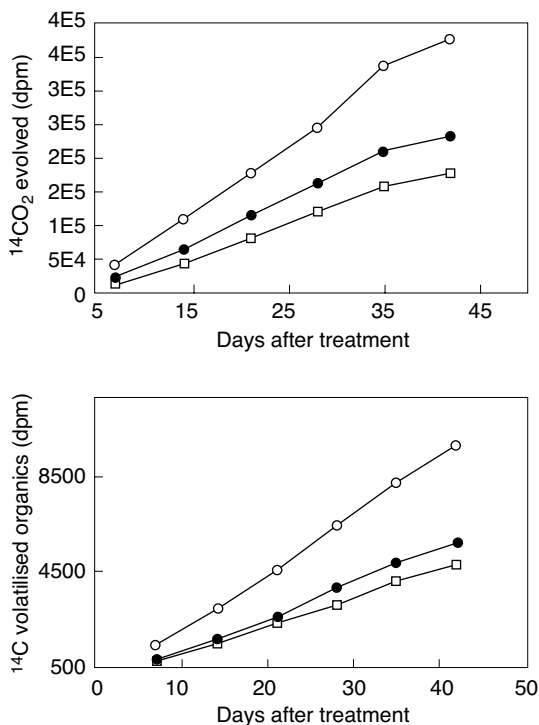 ¹⁴CO₂ evolved (dpm)
4E5
3E5
3E5
2E5
2E5
1E5
5E4
0
5 15 25 35 45
Days after treatment
¹⁴C volatilised organics (dpm)
8500
4500
500
0 10 20 30 40 50
Days after treatment